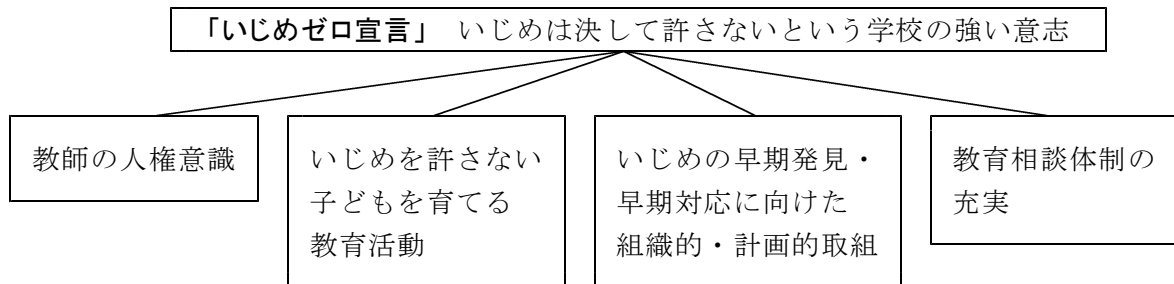 「いじめゼロ宣言」 いじめは決して許さないという学校の強い意志
教師の人権意識
いじめを許さない
子どもを育てる
教育活動
いじめの早期発見・
早期対応に向けた
組織的・計画的取組
教育相談体制の
充実